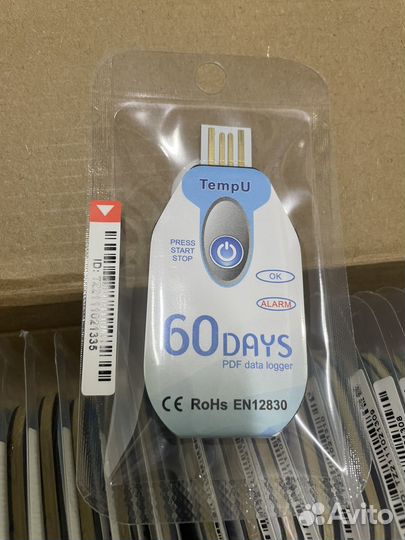 TempU
PRESS
START
STOP
OK
ALARM
60DAYS
PDF data logger
CE RoHs EN12830
Avito